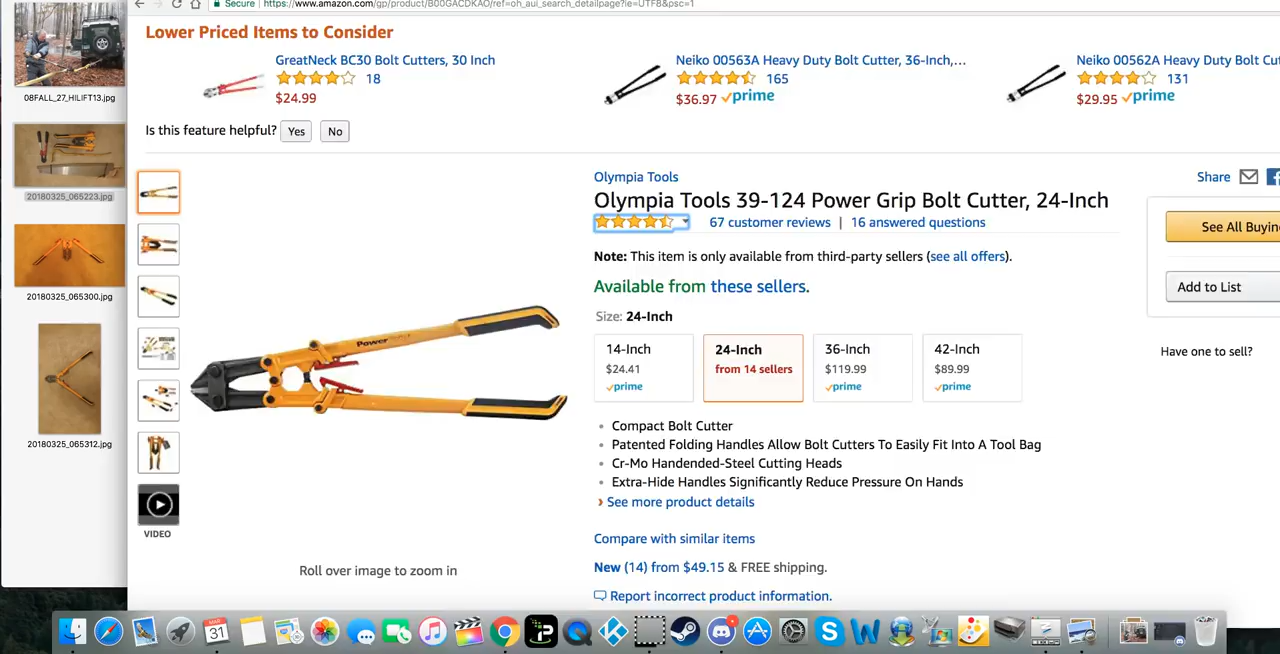 Secure | https://www.amazon.com/gp/product/B00GACDKAO/ref=oh_aui_search_detailpage?ie=UTF8&psc=1
Lower Priced Items to Consider
GreatNeck BC30 Bolt Cutters, 30 Inch
18
$24.99
Neiko 00563A Heavy Duty Bolt Cutter, 36-Inch,...
165
$36.97 prime
Neiko 00562A Heavy Duty Bolt Cut
131
$29.95 prime
Is this feature helpful? Yes No
08FALL_27_HILIFT13.jpg
20180325_065223.jpg
20180325_065300.jpg
20180325_065312.jpg
VIDEO
Power
Roll over image to zoom in
Olympia Tools
Olympia Tools 39-124 Power Grip Bolt Cutter, 24-Inch
67 customer reviews | 16 answered questions
Note: This item is only available from third-party sellers (see all offers).
Available from these sellers.
Size: 24-Inch
14-Inch
$24.41
prime
24-Inch
from 14 sellers
36-Inch
$119.99
prime
42-Inch
$89.99
prime
• Compact Bolt Cutter
• Patented Folding Handles Allow Bolt Cutters To Easily Fit Into A Tool Bag
• Cr-Mo Handended-Steel Cutting Heads
• Extra-Hide Handles Significantly Reduce Pressure On Hands
› See more product details
Compare with similar items
New (14) from $49.15 & FREE shipping.
Report incorrect product information.
Share
See All Buyin
Add to List
Have one to sell?
MAR
31